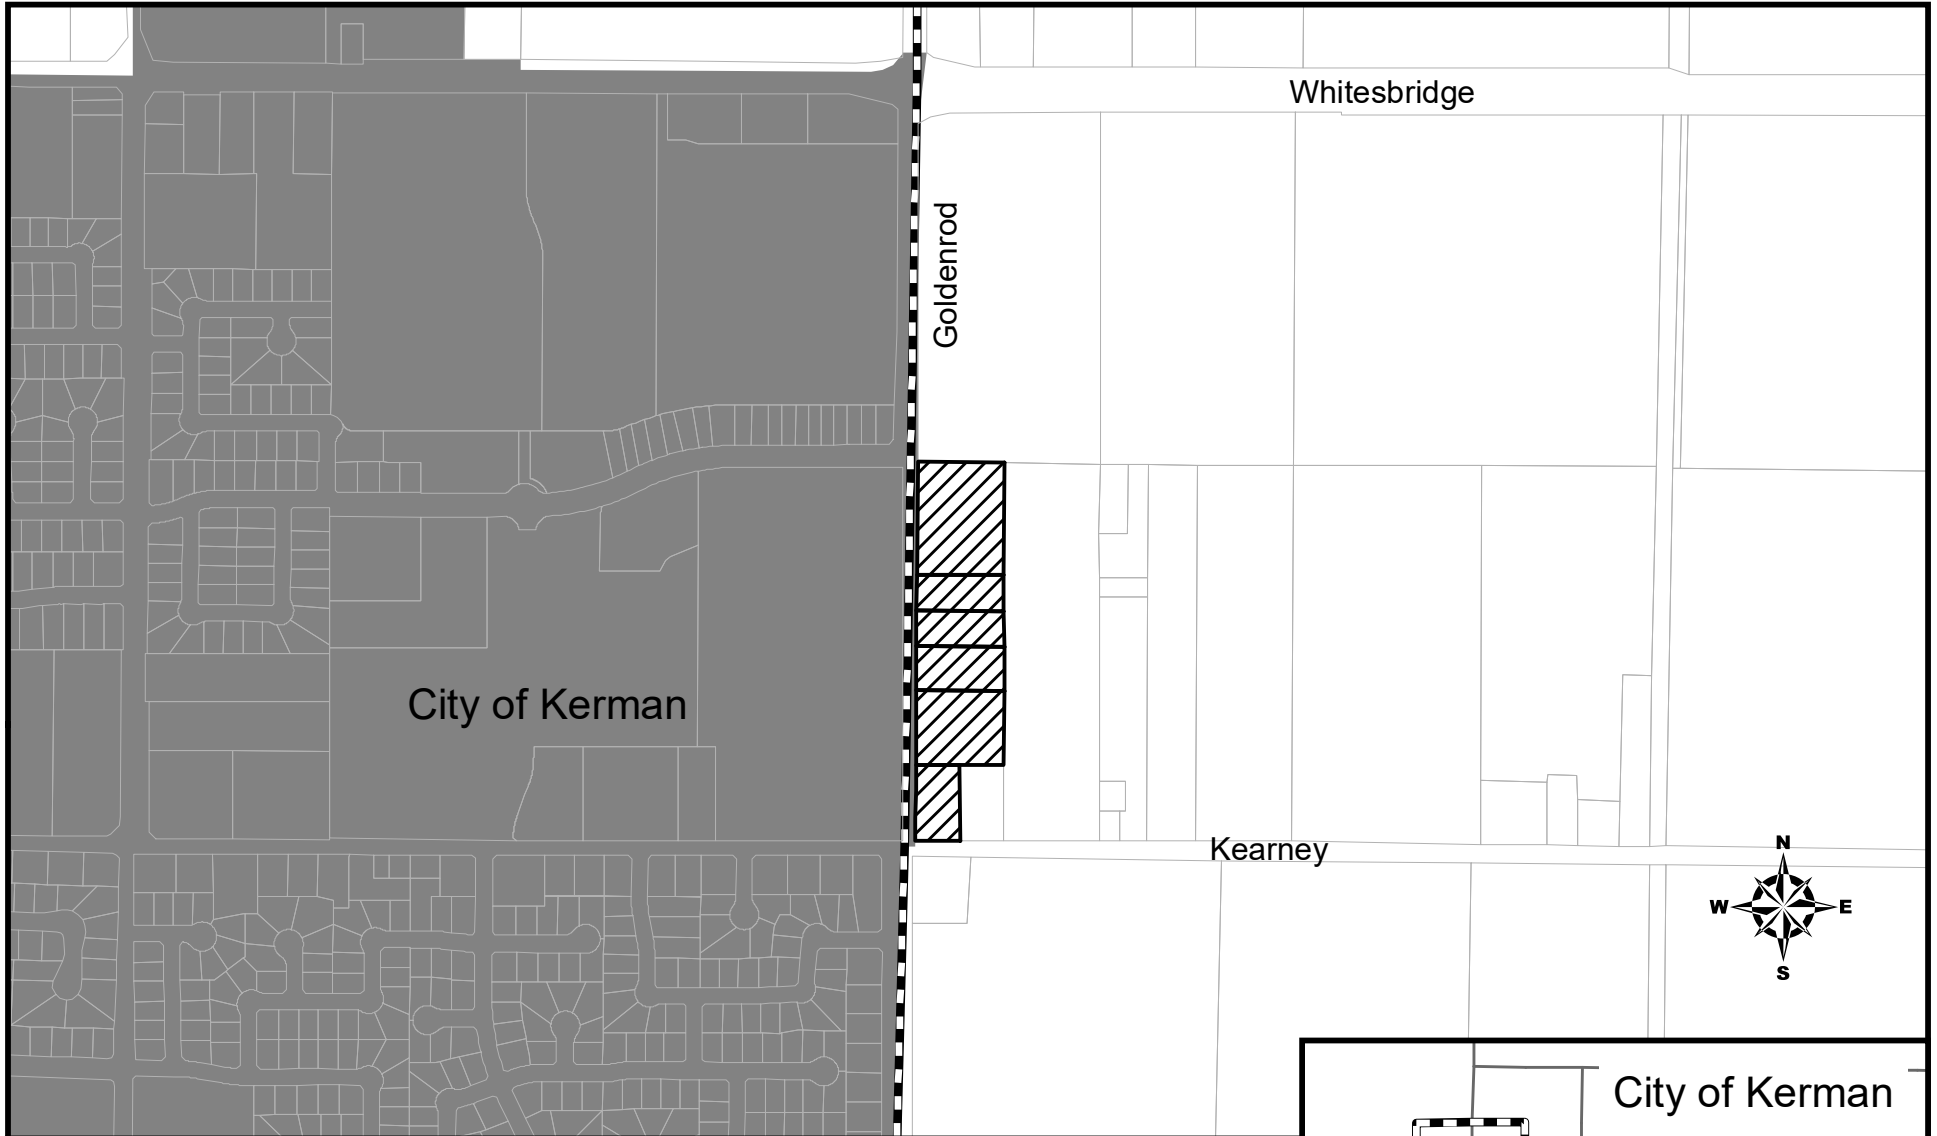 Whitesbridge
Goldenrod
City of Kerman
Kearney
N
W E
S
City of Kerman